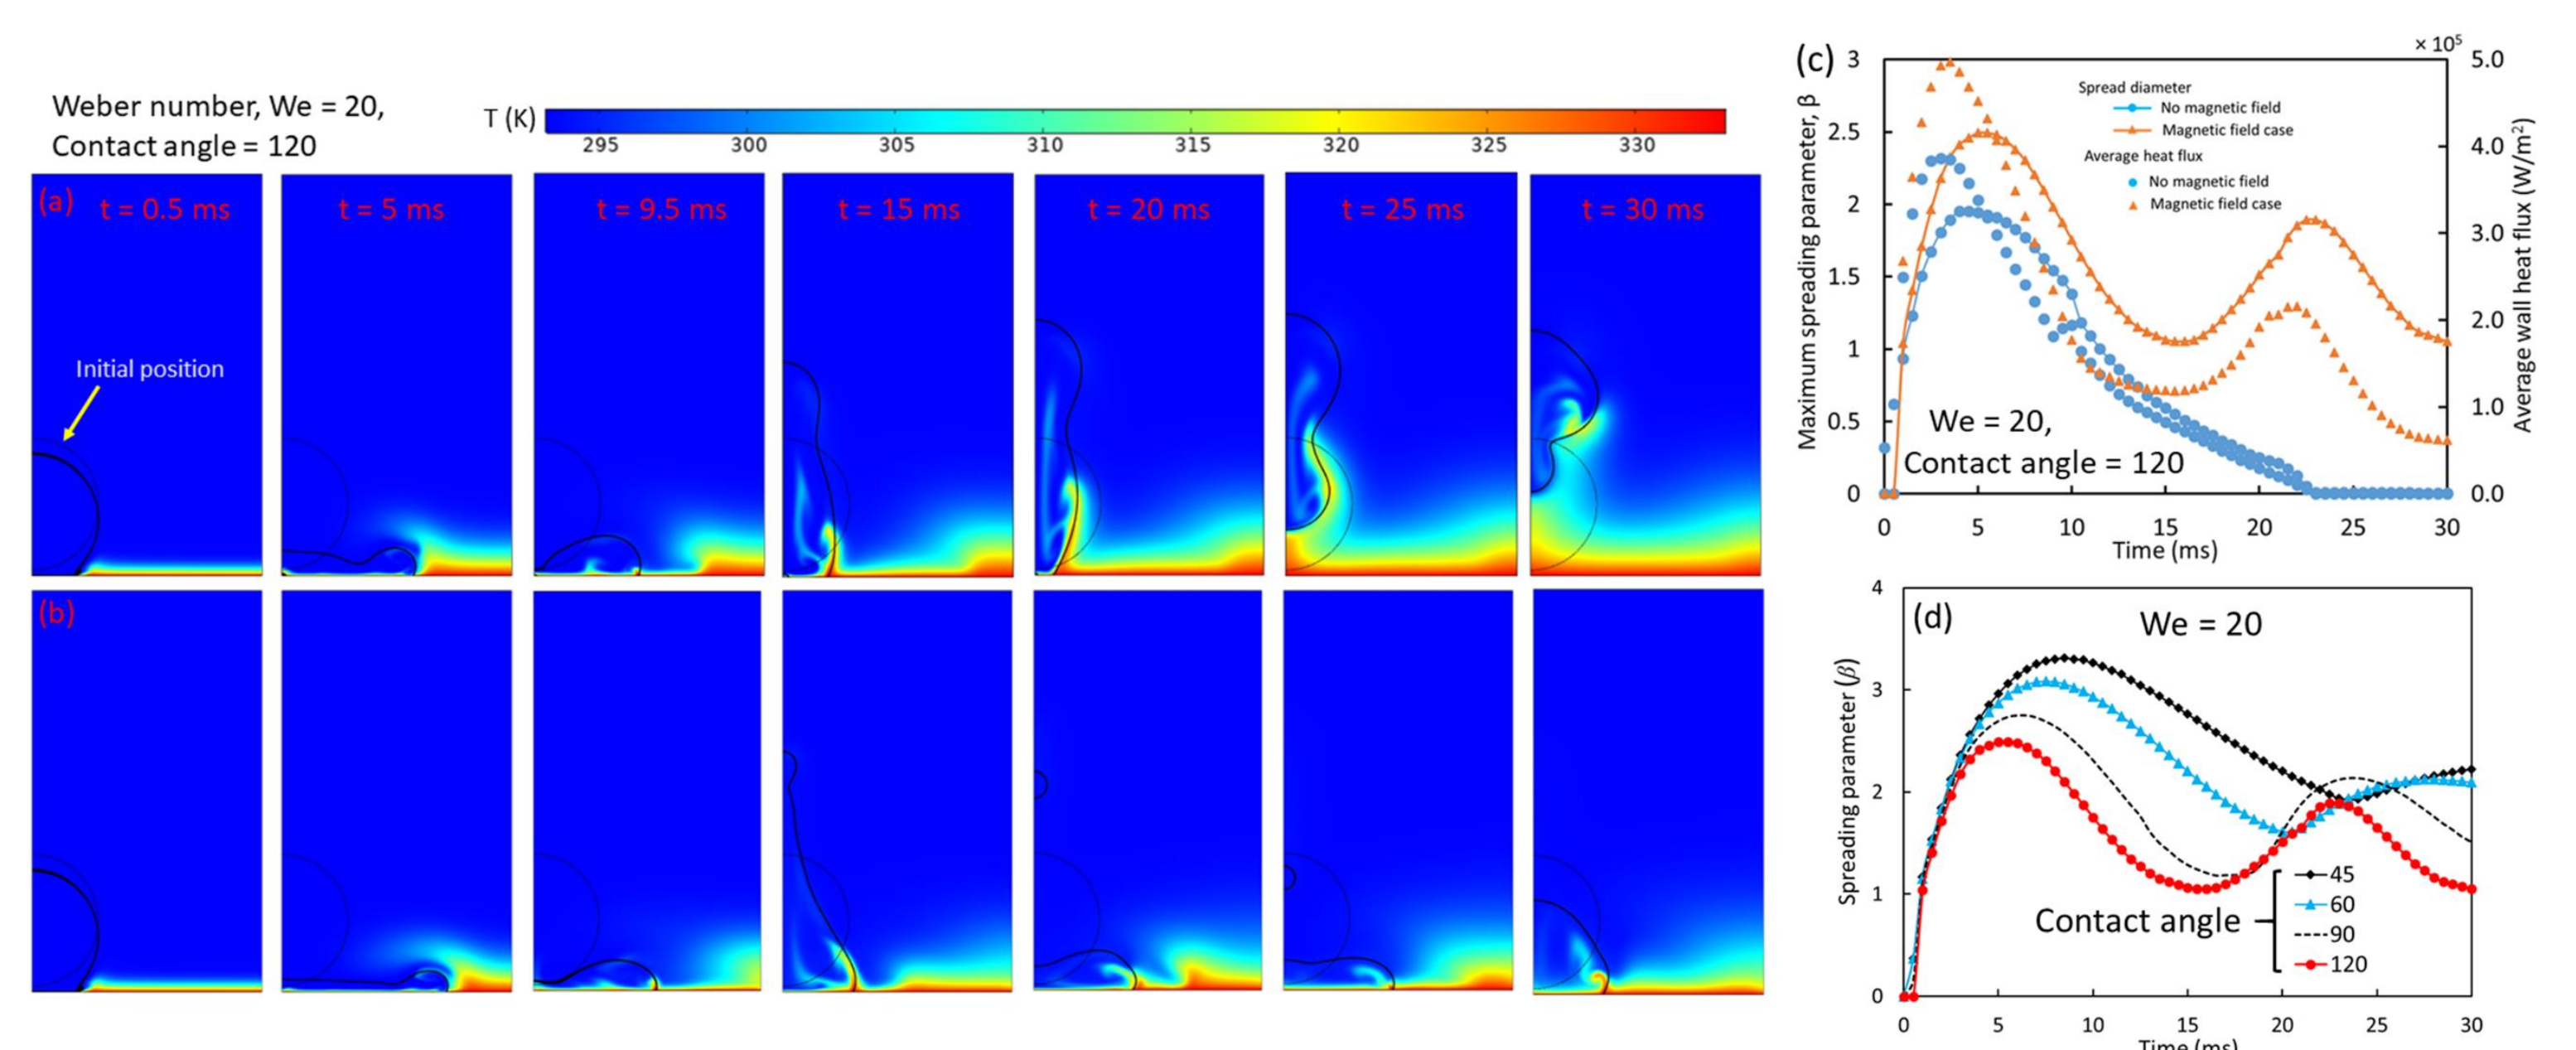 Weber number, We = 20,
Contact angle = 120
T (K)
295 300 305 310 315 320 325 330
(a) t = 0.5 ms t = 5 ms t = 9.5 ms t = 15 ms t = 20 ms t = 25 ms t = 30 ms
Initial position
(b)
(c)
× 10⁵
Maximum spreading parameter, β
3
2.5
2
1.5
1
0.5
0
Spread diameter
No magnetic field
Magnetic field case
Average heat flux
No magnetic field
Magnetic field case
We = 20,
Contact angle = 120
5.0
4.0
3.0
2.0
1.0
0.0
Average wall heat flux (W/m²)
0 5 10 15 20 25 30
Time (ms)
(d)
We = 20
Spreading parameter (β)
4
3
2
1
0
Contact angle
45
60
90
120
0 5 10 15 20 25 30
Time (ms)